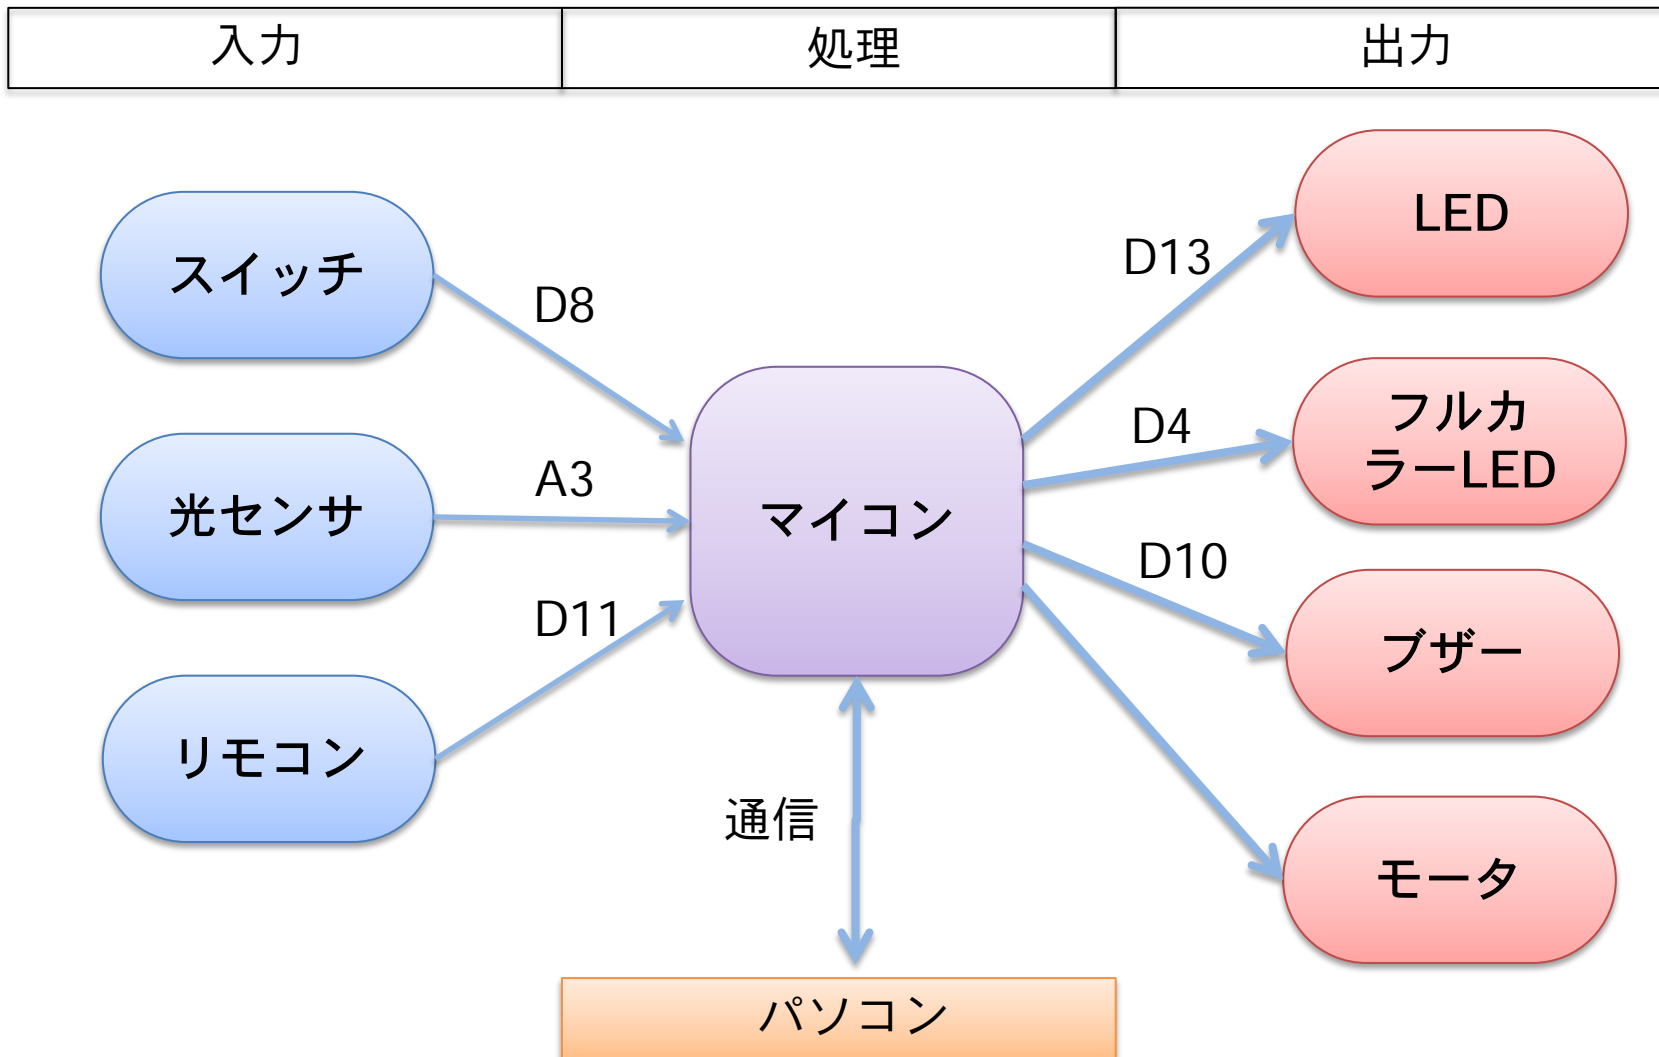 入力
処理
出力
スイッチ
光センサ
リモコン
D8
A3
D11
マイコン
通信
パソコン
D13
D4
D10
LED
フルカ
ラーLED
ブザー
モータ